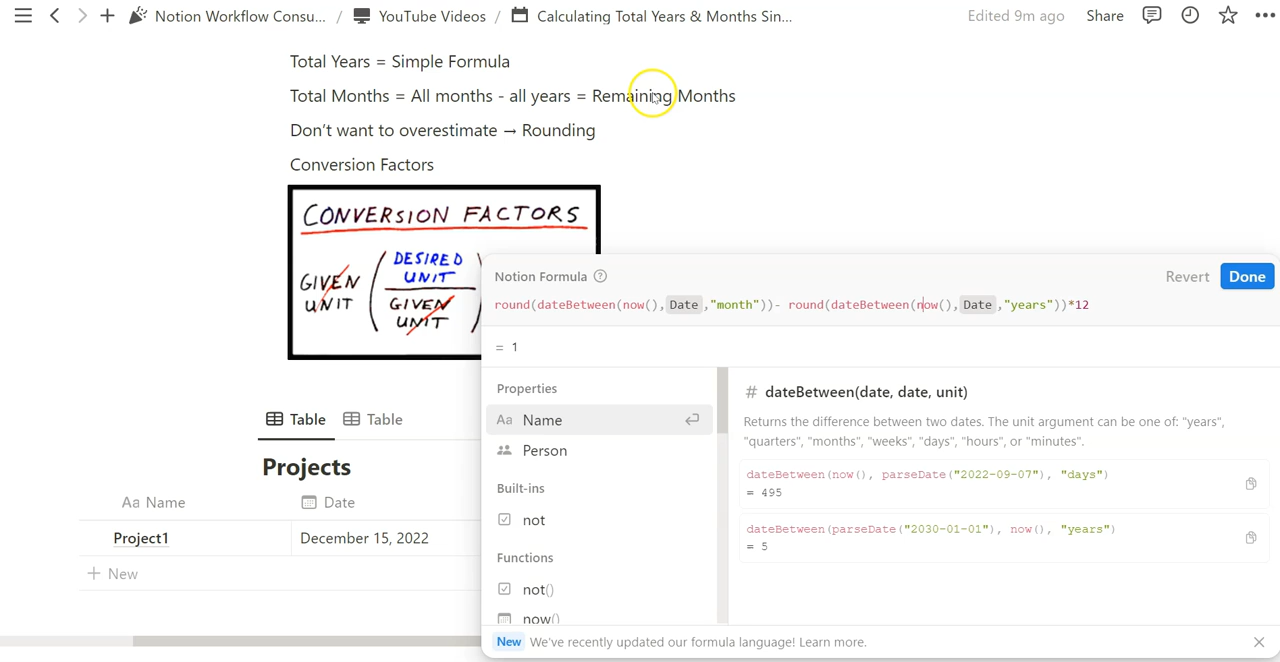 Notion Workflow Consu... / YouTube Videos / Calculating Total Years & Months Sin... Edited 9m ago Share
Total Years = Simple Formula
Total Months = All months - all years = Remaining Months
Don't want to overestimate → Rounding
Conversion Factors
CONVERSION FACTORS
GIVEN UNIT ( DESIRED UNIT
GIVEN UNIT )
Notion Formula Revert Done
round(dateBetween(now(),Date,"month"))- round(dateBetween(now(),Date,"years"))*12
= 1
Properties
Aa Name
Person
Built-ins
not
Functions
not()
now()
# dateBetween(date, date, unit)
Returns the difference between two dates. The unit argument can be one of: "years",
"quarters", "months", "weeks", "days", "hours", or "minutes".
dateBetween(now(), parseDate("2022-09-07"), "days")
= 495
dateBetween(parseDate("2030-01-01"), now(), "years")
= 5
New We've recently updated our formula language! Learn more.
Table Table
Projects
Aa Name Date
Project1 December 15, 2022
+ New